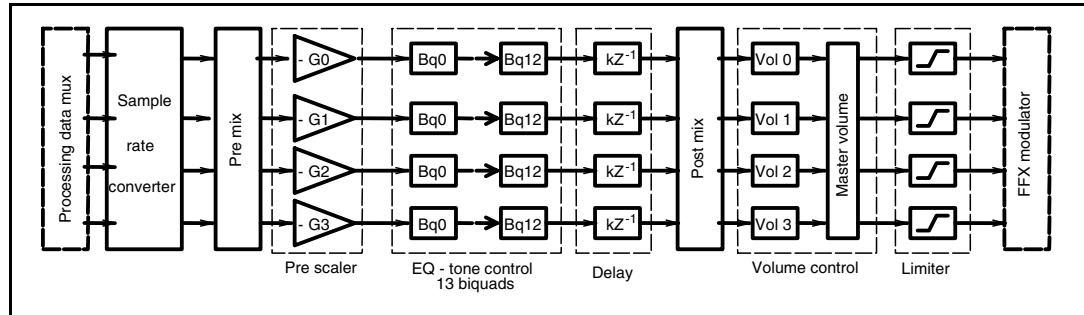 Processing data mux
Sample
rate
converter
Pre mix
- G0
- G1
- G2
- G3
Pre scaler
Bq0
Bq12
Bq0
Bq12
Bq0
Bq12
Bq0
Bq12
EQ - tone control
13 biquads
kZ⁻¹
kZ⁻¹
kZ⁻¹
kZ⁻¹
Delay
Post mix
Vol 0
Vol 1
Vol 2
Vol 3
Master volume
Volume control
Limiter
FFX modulator